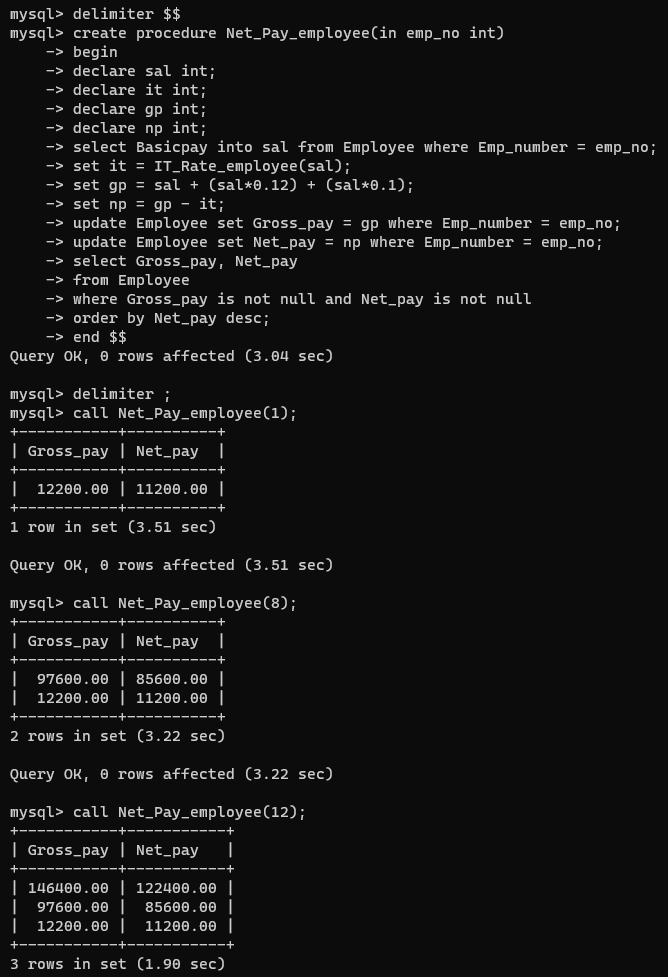 mysql> delimiter $$
mysql> create procedure Net_Pay_employee(in emp_no int)
    -> begin
    -> declare sal int;
    -> declare it int;
    -> declare gp int;
    -> declare np int;
    -> select Basicpay into sal from Employee where Emp_number = emp_no;
    -> set it = IT_Rate_employee(sal);
    -> set gp = sal + (sal*0.12) + (sal*0.1);
    -> set np = gp - it;
    -> update Employee set Gross_pay = gp where Emp_number = emp_no;
    -> update Employee set Net_pay = np where Emp_number = emp_no;
    -> select Gross_pay, Net_pay
    -> from Employee
    -> where Gross_pay is not null and Net_pay is not null
    -> order by Net_pay desc;
    -> end $$
Query OK, 0 rows affected (3.04 sec)

mysql> delimiter ;
mysql> call Net_Pay_employee(1);
+-----------+----------+
| Gross_pay | Net_pay  |
+-----------+----------+
|  12200.00 | 11200.00 |
+-----------+----------+
1 row in set (3.51 sec)

Query OK, 0 rows affected (3.51 sec)

mysql> call Net_Pay_employee(8);
+-----------+----------+
| Gross_pay | Net_pay  |
+-----------+----------+
|  97600.00 | 85600.00 |
|  12200.00 | 11200.00 |
+-----------+----------+
2 rows in set (3.22 sec)

Query OK, 0 rows affected (3.22 sec)

mysql> call Net_Pay_employee(12);
+-----------+-----------+
| Gross_pay | Net_pay   |
+-----------+-----------+
| 146400.00 | 122400.00 |
|  97600.00 |  85600.00 |
|  12200.00 |  11200.00 |
+-----------+-----------+
3 rows in set (1.90 sec)